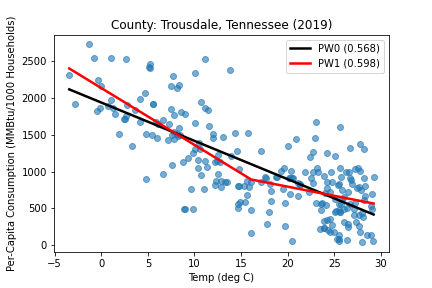 County: Trousdale, Tennessee (2019)
Per-Capita Consumption (MMBtu/1000 Households)
PW0 (0.568)
PW1 (0.598)
2500
2000
1500
1000
500
0
−5 0 5 10 15 20 25 30
Temp (deg C)